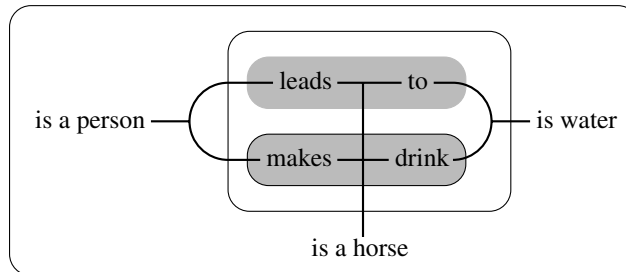 leads to
is a person is water
makes drink
is a horse